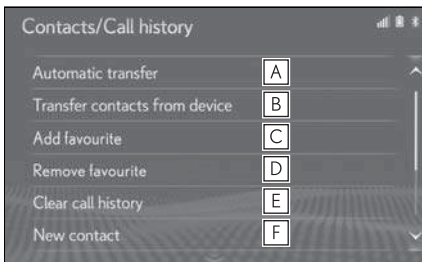 Contacts/Call history
Automatic transfer A
Transfer contacts from device B
Add favourite C
Remove favourite D
Clear call history E
New contact F